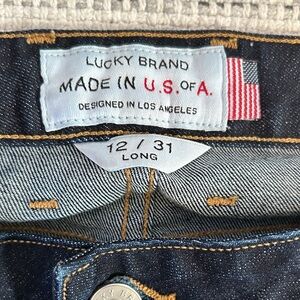 LUCKY BRAND
MADE IN U.S. OF A.
DESIGNED IN LOS ANGELES
12 / 31
LONG